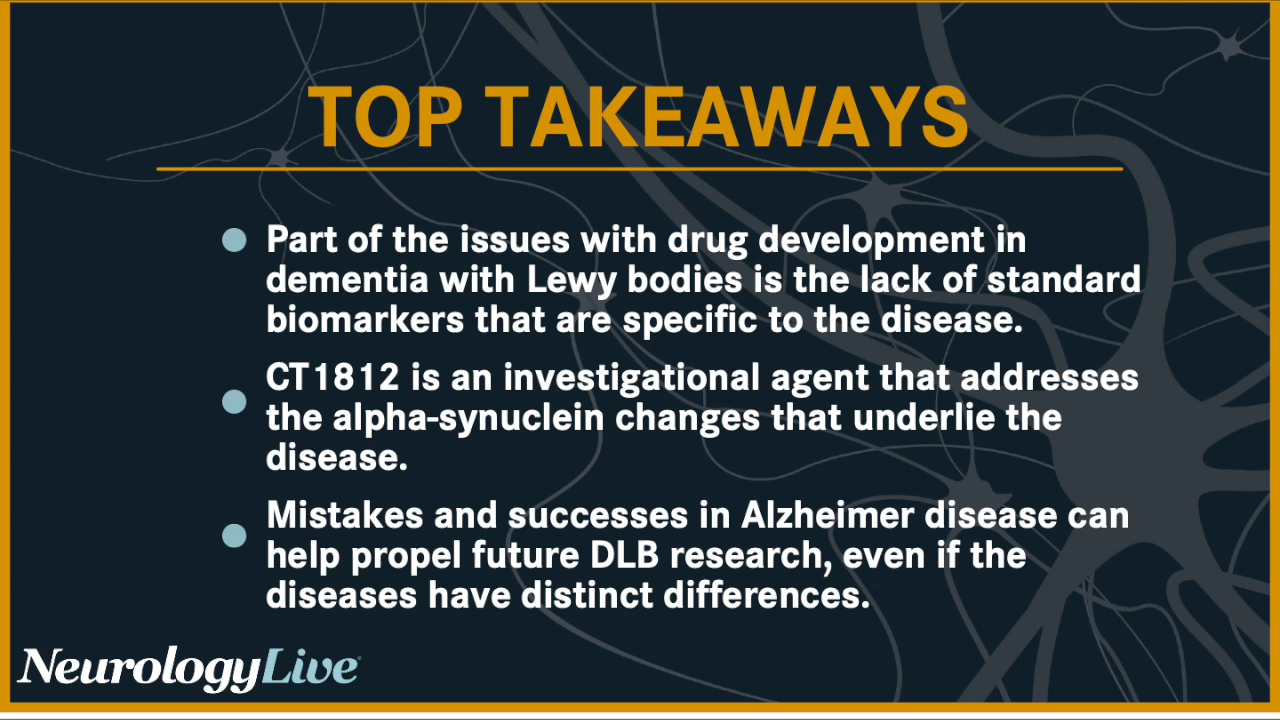 TOP TAKEAWAYS
Part of the issues with drug development in
dementia with Lewy bodies is the lack of standard
biomarkers that are specific to the disease.
CT1812 is an investigational agent that addresses
the alpha-synuclein changes that underlie the
disease.
Mistakes and successes in Alzheimer disease can
help propel future DLB research, even if the
diseases have distinct differences.
NeurologyLive